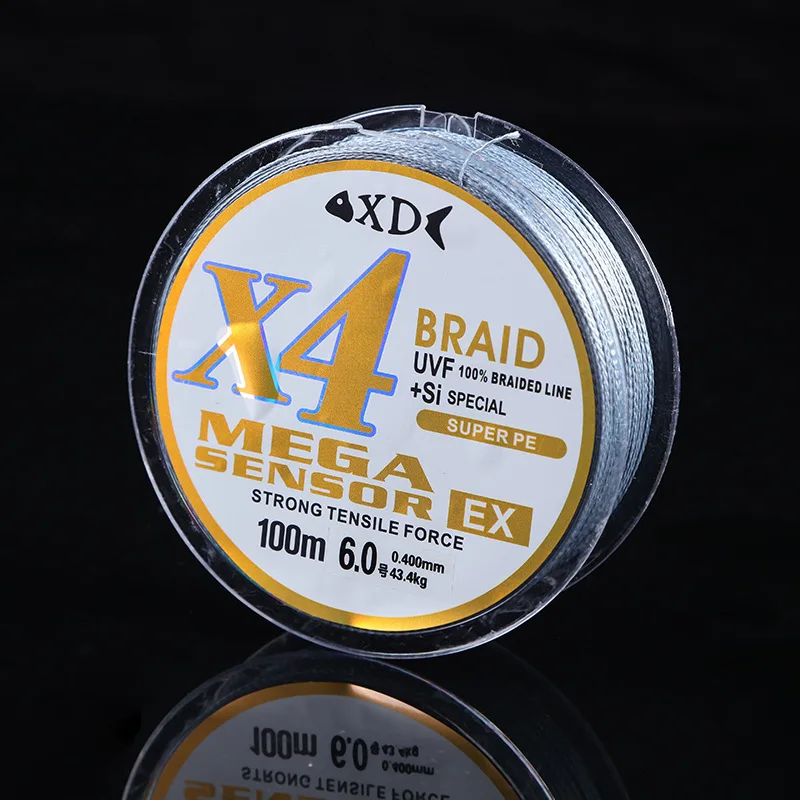 XD
X4
BRAID
UVF 100% BRAIDED LINE
+Si SPECIAL
SUPER PE
MEGA
SENSOR EX
STRONG TENSILE FORCE
100m 6.0号 0.400mm
43.4kg